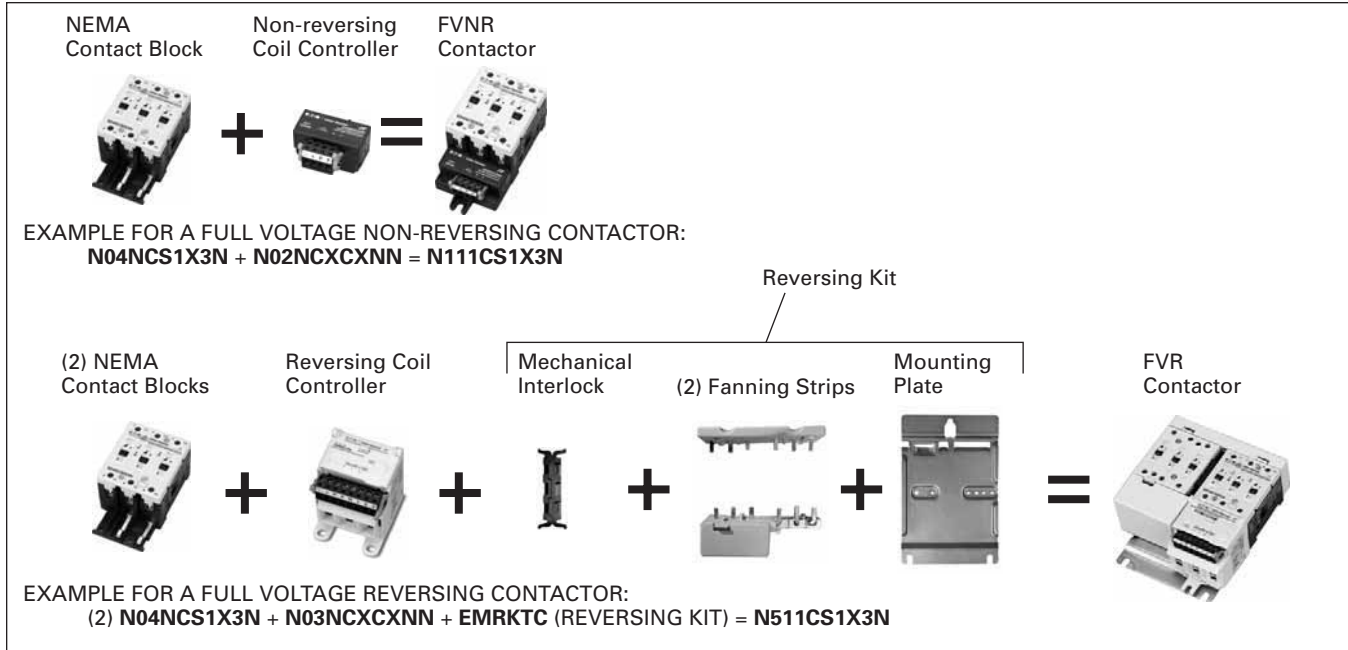 NEMA
Contact Block
Non-reversing
Coil Controller
FVNR
Contactor
+
=
EXAMPLE FOR A FULL VOLTAGE NON-REVERSING CONTACTOR:
N04NCS1X3N + N02NCXCXNN = N111CS1X3N
Reversing Kit
(2) NEMA
Contact Blocks
Reversing Coil
Controller
Mechanical
Interlock
(2) Fanning Strips
Mounting
Plate
FVR
Contactor
+
+
+
+
=
EXAMPLE FOR A FULL VOLTAGE REVERSING CONTACTOR:
(2) N04NCS1X3N + N03NCXCXNN + EMRKTC (REVERSING KIT) = N511CS1X3N